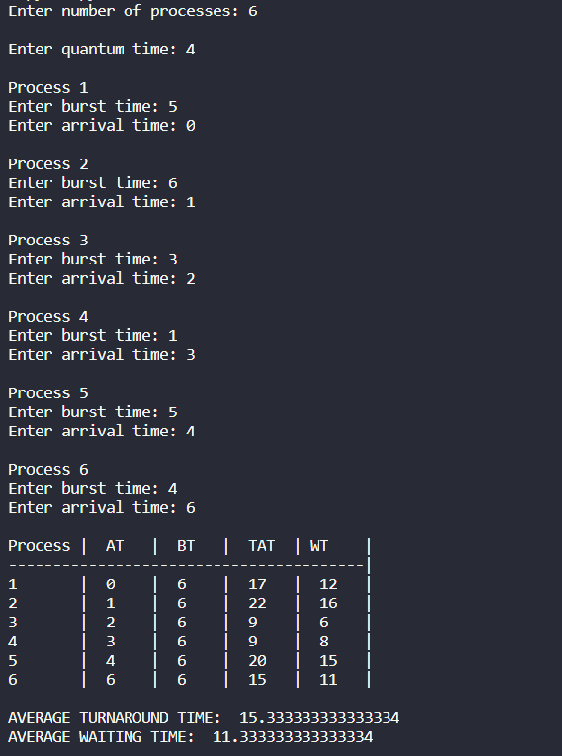 Enter number of processes: 6
Enter quantum time: 4
Process 1
Enter burst time: 5
Enter arrival time: 0
Process 2
Enter burst time: 6
Enter arrival time: 1
Process 3
Enter burst time: 3
Enter arrival time: 2
Process 4
Enter burst time: 1
Enter arrival time: 3
Process 5
Enter burst time: 5
Enter arrival time: 4
Process 6
Enter burst time: 4
Enter arrival time: 6
Process | AT | BT | TAT | WT |
------------------------------------------|
1 | 0 | 6 | 17 | 12 |
2 | 1 | 6 | 22 | 16 |
3 | 2 | 6 | 9 | 6 |
4 | 3 | 6 | 9 | 8 |
5 | 4 | 6 | 20 | 15 |
6 | 6 | 6 | 15 | 11 |
AVERAGE TURNAROUND TIME: 15.333333333333334
AVERAGE WAITING TIME: 11.333333333333334